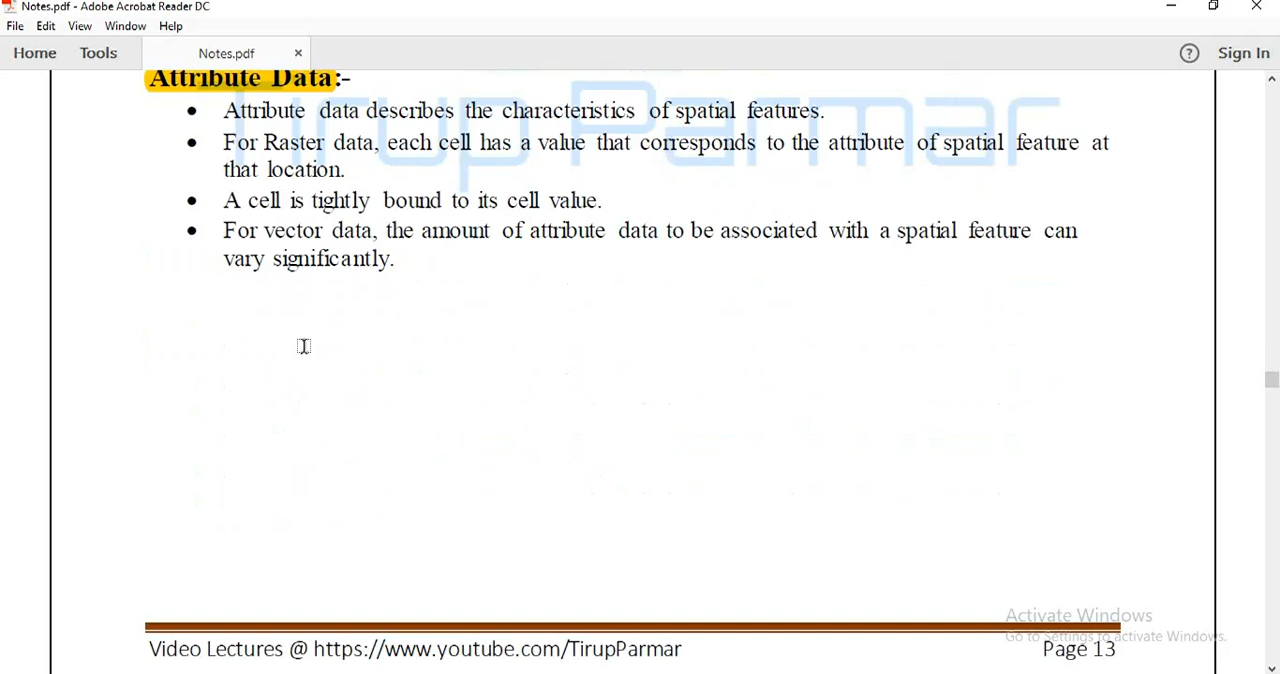 Notes.pdf - Adobe Acrobat Reader DC
File Edit View Window Help
Home Tools Notes.pdf × ? Sign In
Attribute Data:-
Tirup Parmar
• Attribute data describes the characteristics of spatial features.
• For Raster data, each cell has a value that corresponds to the attribute of spatial feature at
that location.
• A cell is tightly bound to its cell value.
• For vector data, the amount of attribute data to be associated with a spatial feature can
vary significantly.
Activate Windows
Go to Settings to activate Windows.
Video Lectures @ https://www.youtube.com/TirupParmar Page 13